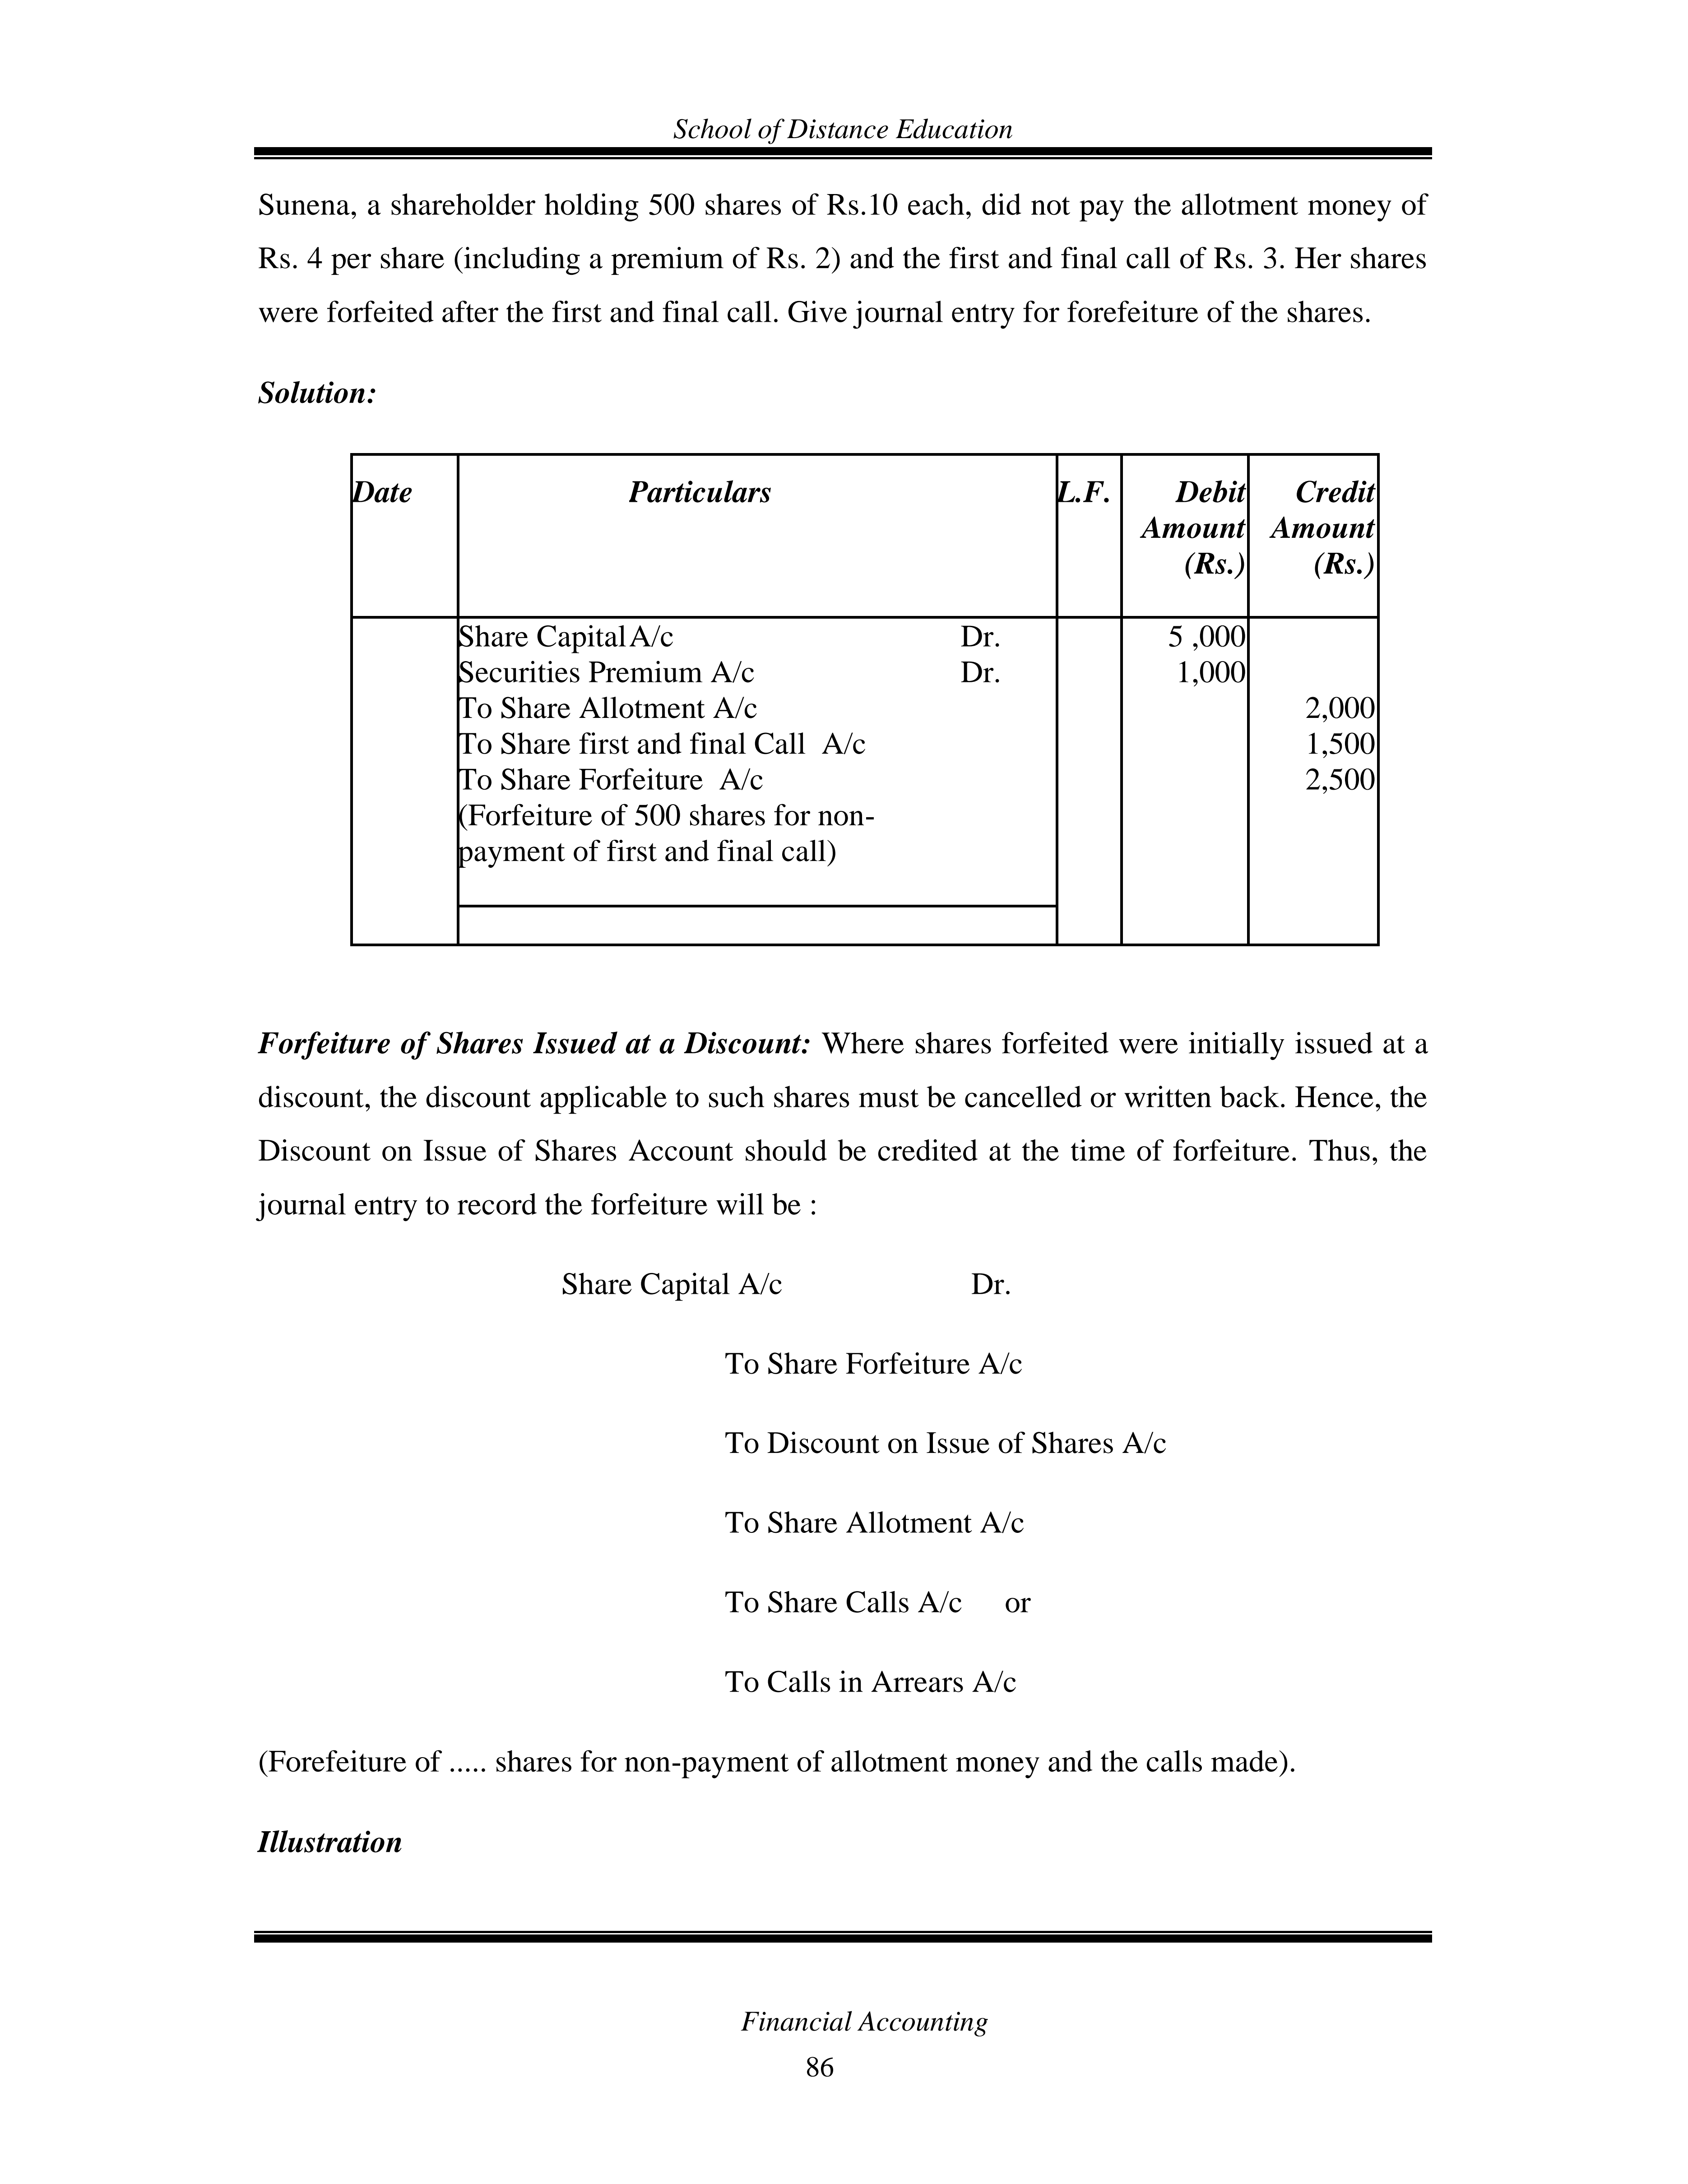 School of Distance Education
Sunena, a shareholder holding 500 shares of Rs.10 each, did not pay the allotment money of
Rs. 4 per share (including a premium of Rs. 2) and the first and final call of Rs. 3. Her shares
were forfeited after the first and final call. Give journal entry for forefeiture of the shares.
Solution:
Date Particulars L.F. Debit Credit
Amount Amount
(Rs.) (Rs.)
Share Capital A/c Dr. 5 ,000
Securities Premium A/c Dr. 1,000
To Share Allotment A/c 2,000
To Share first and final Call A/c 1,500
To Share Forfeiture A/c 2,500
(Forfeiture of 500 shares for non-
payment of first and final call)
Forfeiture of Shares Issued at a Discount: Where shares forfeited were initially issued at a
discount, the discount applicable to such shares must be cancelled or written back. Hence, the
Discount on Issue of Shares Account should be credited at the time of forfeiture. Thus, the
journal entry to record the forfeiture will be :
Share Capital A/c Dr.
To Share Forfeiture A/c
To Discount on Issue of Shares A/c
To Share Allotment A/c
To Share Calls A/c or
To Calls in Arrears A/c
(Forefeiture of ..... shares for non-payment of allotment money and the calls made).
Illustration
Financial Accounting
86